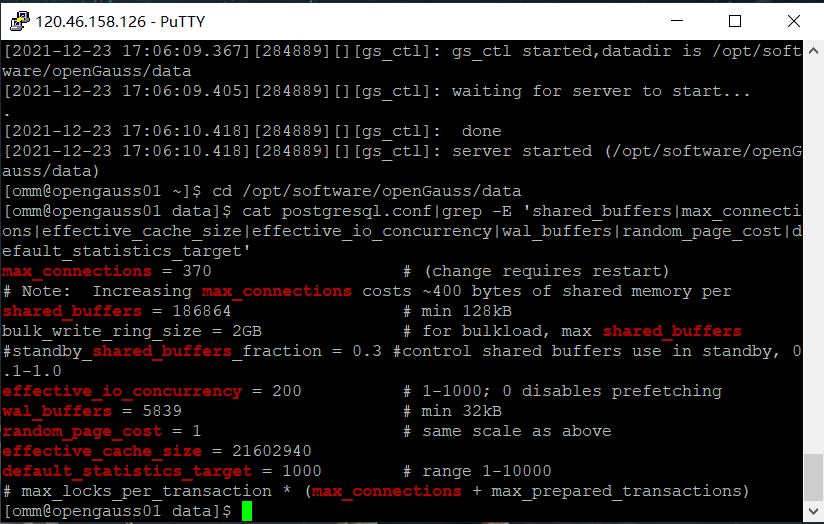 120.46.158.126 - PuTTY
[2021-12-23 17:06:09.367][284889][][gs_ctl]: gs_ctl started,datadir is /opt/soft
ware/openGauss/data
[2021-12-23 17:06:09.405][284889][][gs_ctl]: waiting for server to start...
.
[2021-12-23 17:06:10.418][284889][][gs_ctl]:  done
[2021-12-23 17:06:10.418][284889][][gs_ctl]: server started (/opt/software/openG
auss/data)
[omm@opengauss01 ~]$ cd /opt/software/openGauss/data
[omm@opengauss01 data]$ cat postgresql.conf|grep -E 'shared_buffers|max_connecti
ons|effective_cache_size|effective_io_concurrency|wal_buffers|random_page_cost|d
efault_statistics_target'
max_connections = 370                   # (change requires restart)
# Note:  Increasing max_connections costs ~400 bytes of shared memory per
shared_buffers = 186864                 # min 128kB
bulk_write_ring_size = 2GB              # for bulkload, max shared_buffers
#standby_shared_buffers_fraction = 0.3 #control shared buffers use in standby, 0
.1-1.0
effective_io_concurrency = 200          # 1-1000; 0 disables prefetching
wal_buffers = 5839                      # min 32kB
random_page_cost = 1                    # same scale as above
effective_cache_size = 21602940
default_statistics_target = 1000        # range 1-10000
# max_locks_per_transaction * (max_connections + max_prepared_transactions)
[omm@opengauss01 data]$